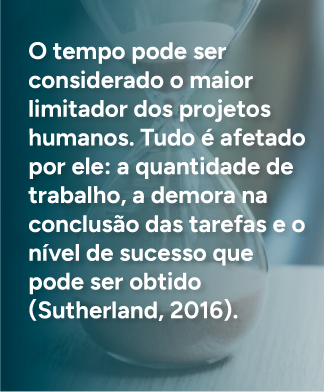 O tempo pode ser
considerado o maior
limitador dos projetos
humanos. Tudo é afetado
por ele: a quantidade de
trabalho, a demora na
conclusão das tarefas e o
nível de sucesso que
pode ser obtido
(Sutherland, 2016).